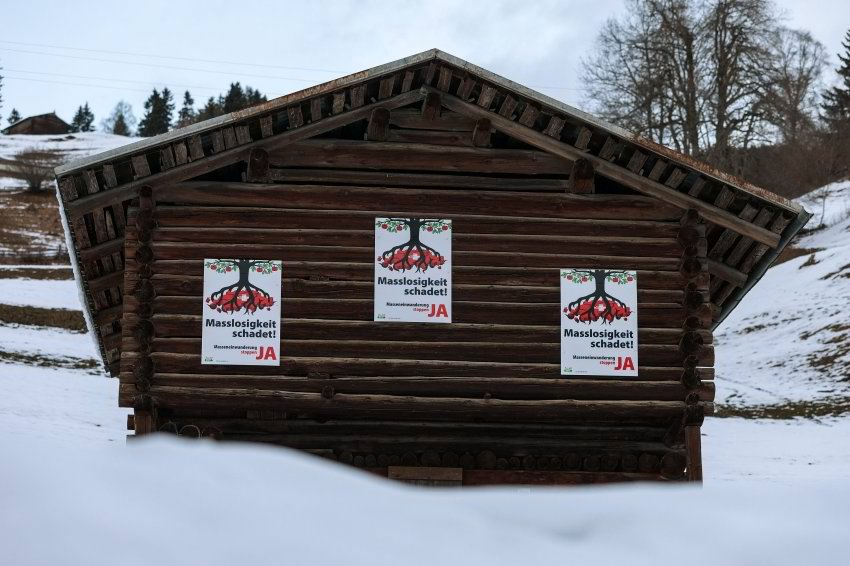 Masslosigkeit
schadet!
Masseneinwanderung
stoppen JA
Masslosigkeit
schadet!
Masseneinwanderung
stoppen JA
Masslosigkeit
schadet!
Masseneinwanderung
stoppen JA